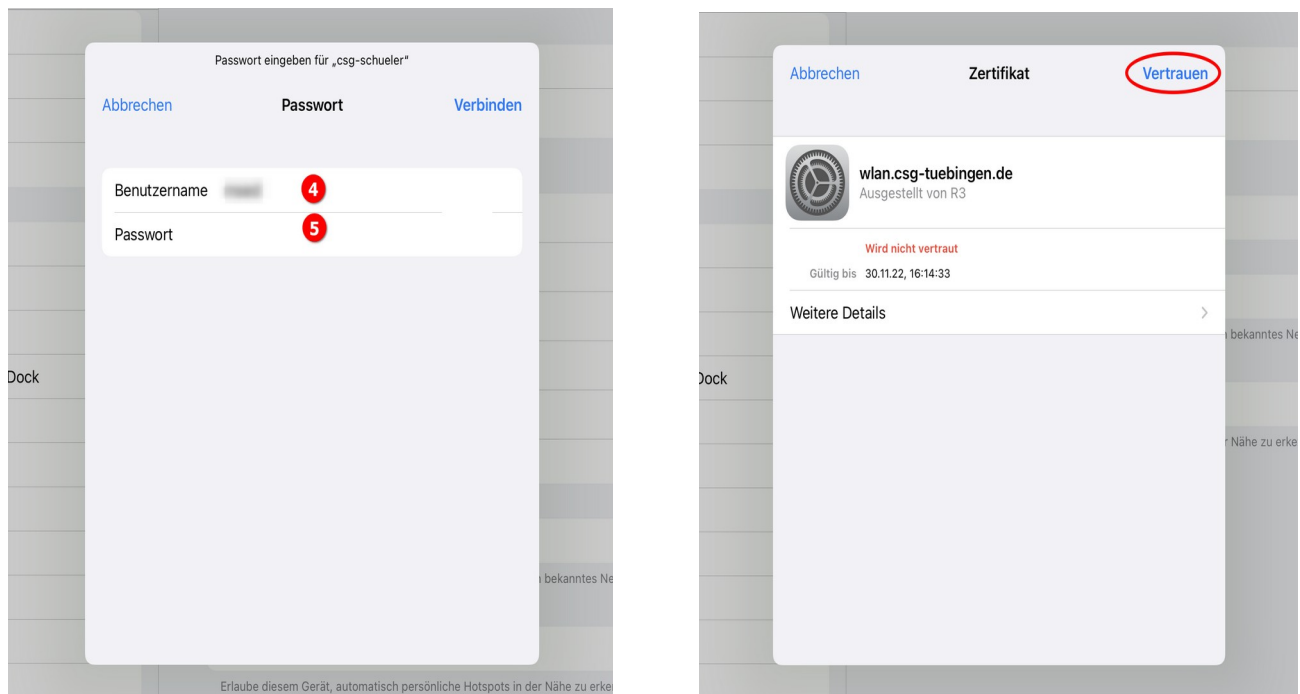 Passwort eingeben für „csg-schueler"
Abbrechen Passwort Verbinden
Benutzername 4
Passwort 5
Dock
bekanntes Ne
Erlaube diesem Gerät, automatisch persönliche Hotspots in der Nähe zu erke
Abbrechen Zertifikat Vertrauen
wlan.csg-tuebingen.de
Ausgestellt von R3
Wird nicht vertraut
Gültig bis 30.11.22, 16:14:33
Weitere Details
bekanntes Ne
Dock
Nähe zu erke